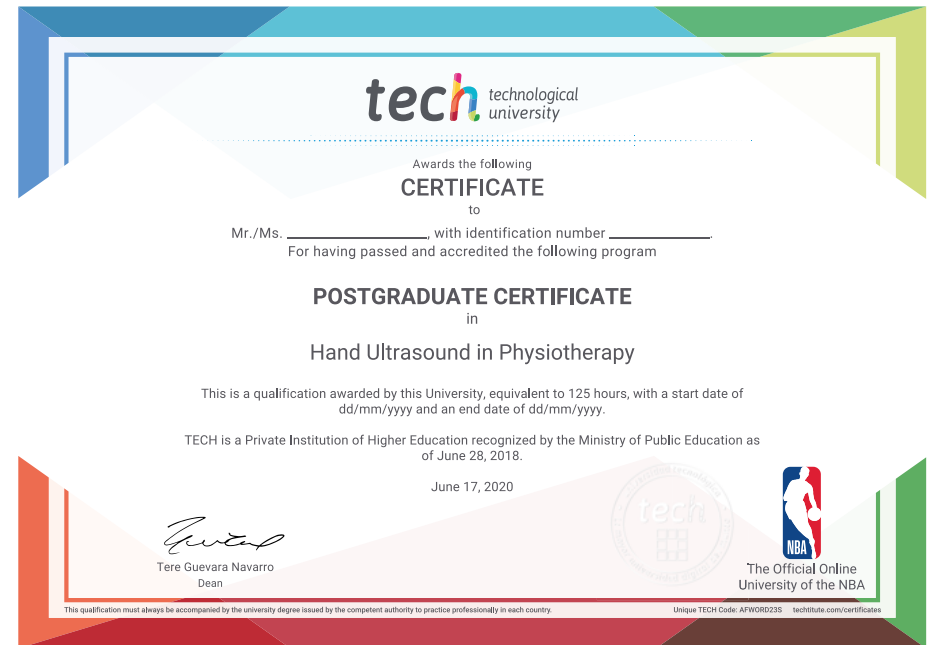 tech technological
university
Awards the following
CERTIFICATE
to
Mr./Ms. ____________, with identification number ____________.
For having passed and accredited the following program
POSTGRADUATE CERTIFICATE
in
Hand Ultrasound in Physiotherapy
This is a qualification awarded by this University, equivalent to 125 hours, with a start date of
dd/mm/yyyy and an end date of dd/mm/yyyy.
TECH is a Private Institution of Higher Education recognized by the Ministry of Public Education as
of June 28, 2018.
June 17, 2020
tech
NBA
Tere Guevara Navarro
Dean
The Official Online
University of the NBA
This qualification must always be accompanied by the university degree issued by the competent authority to practice professionally in each country.
Unique TECH Code: AFWORD23S techtitute.com/certificates